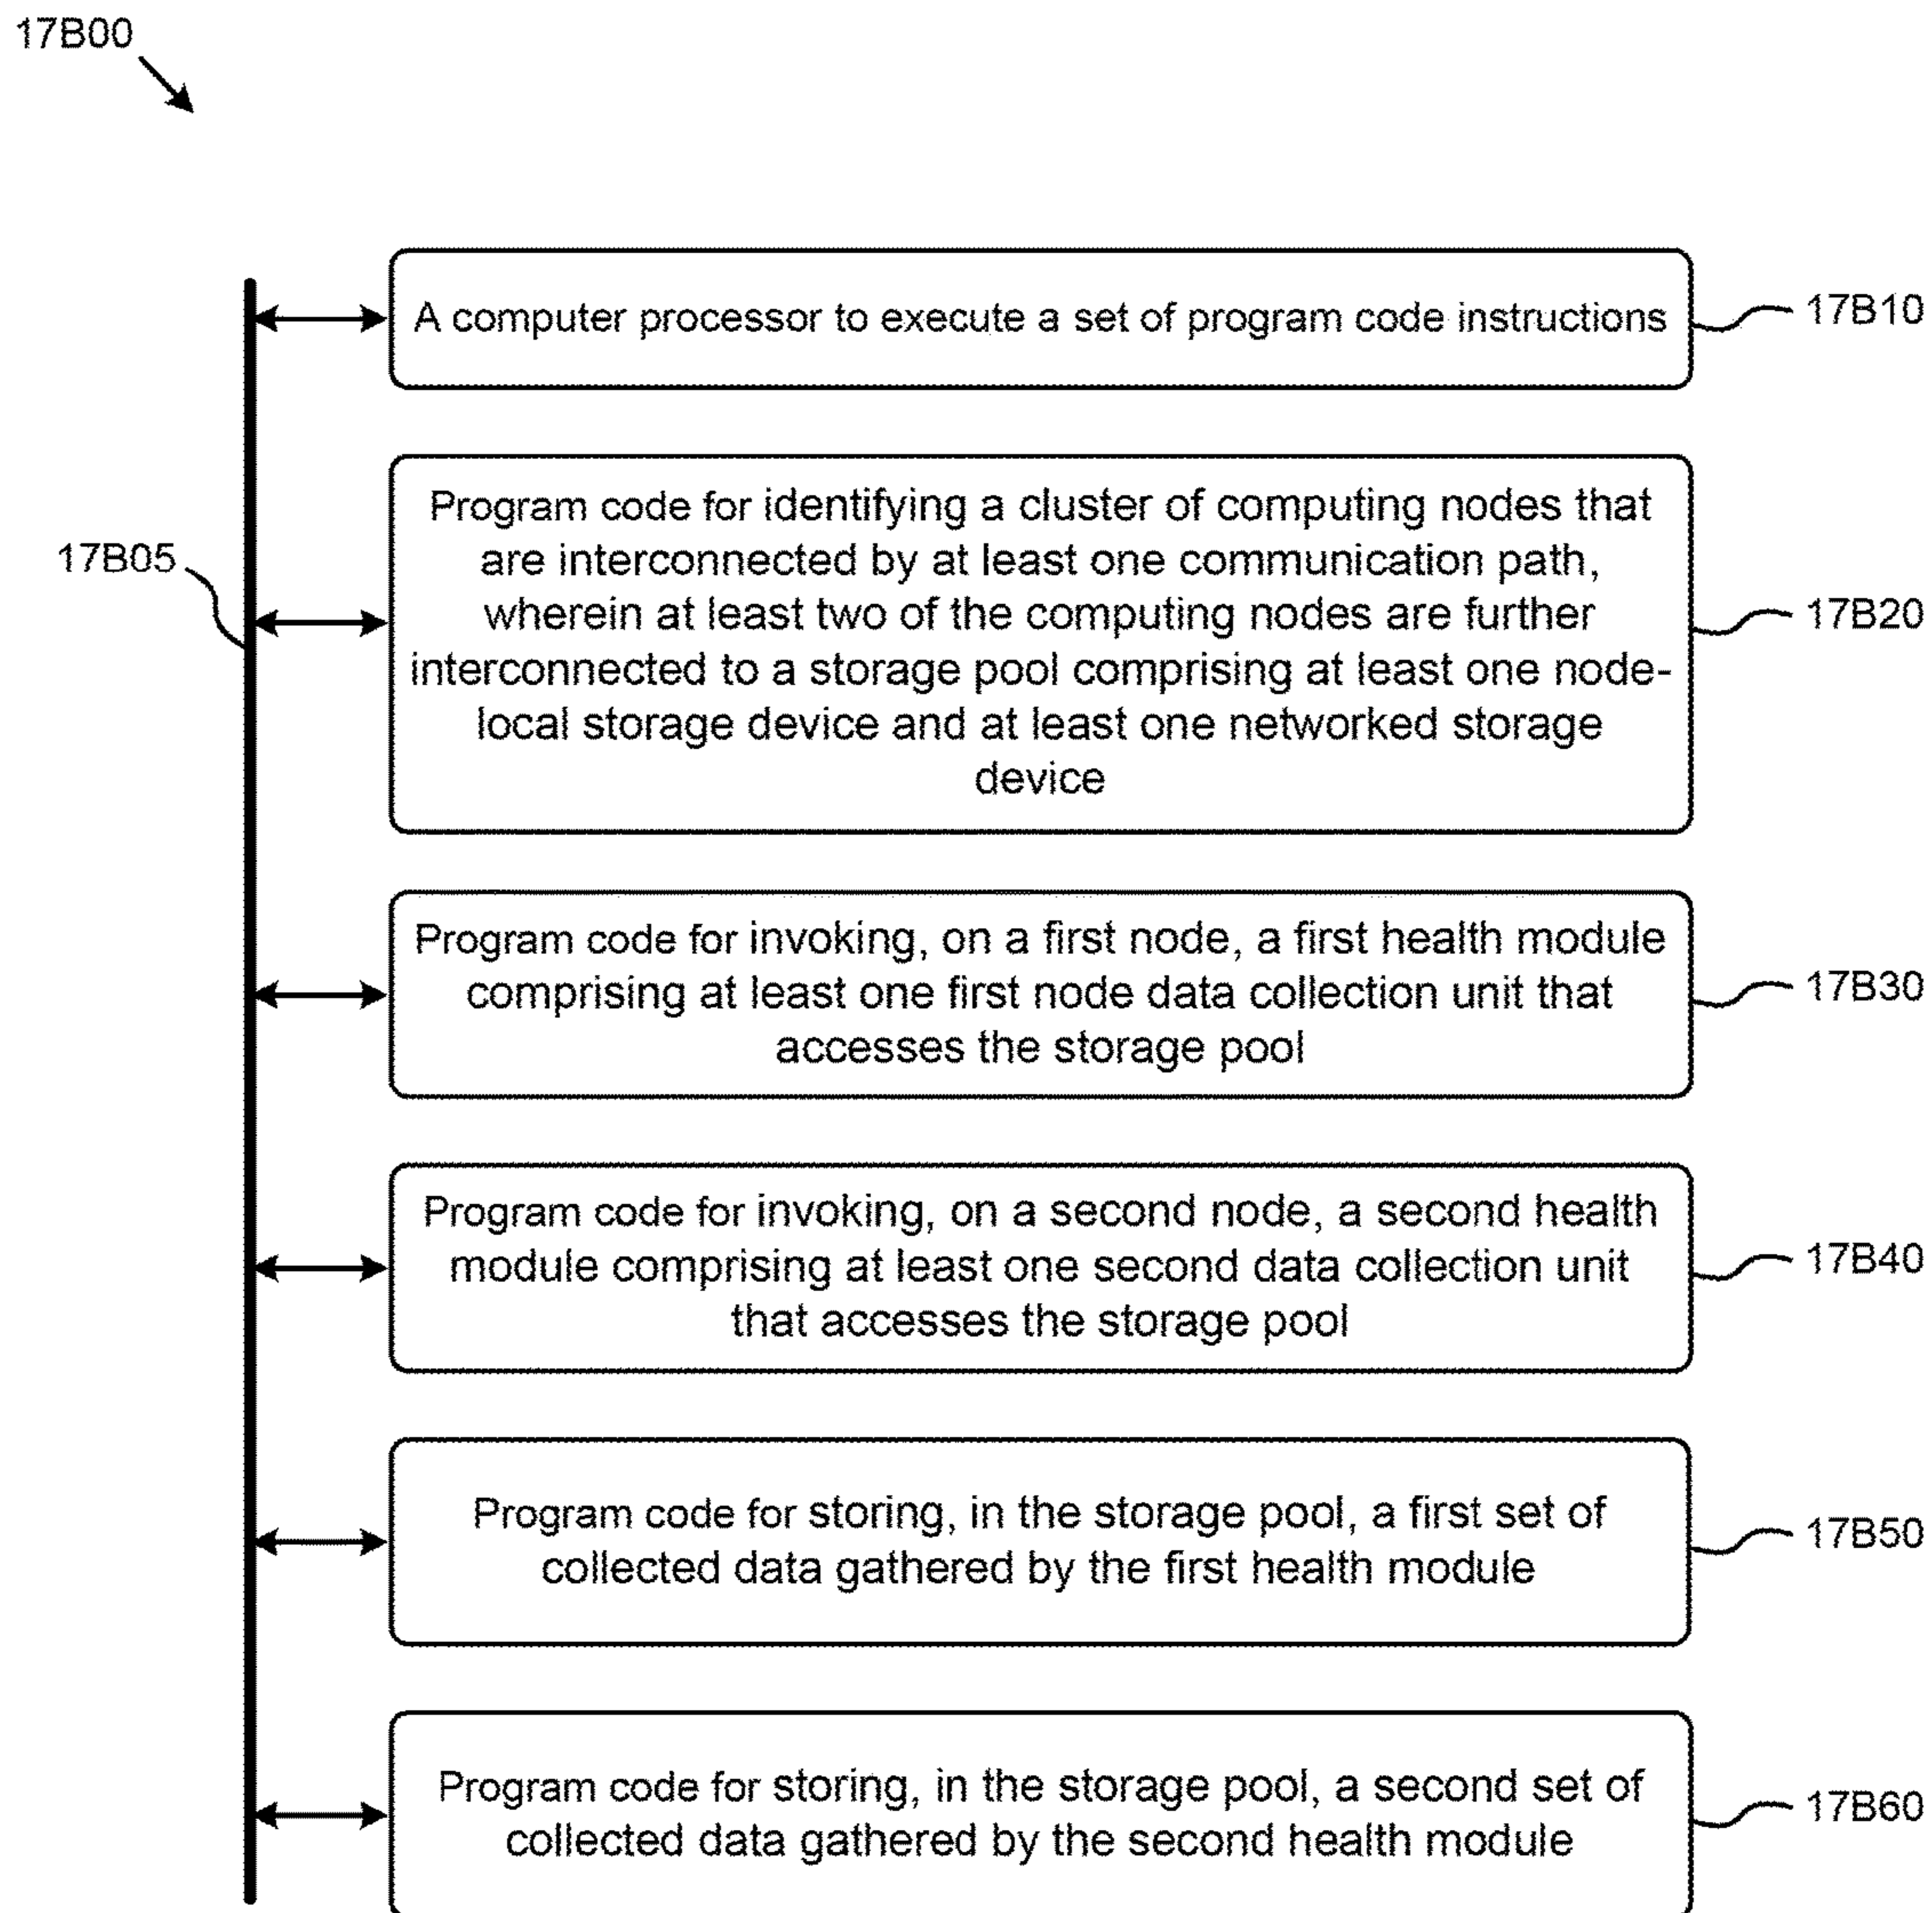 17B00
A computer processor to execute a set of program code instructions
17B10
Program code for identifying a cluster of computing nodes that
are interconnected by at least one communication path,
wherein at least two of the computing nodes are further
interconnected to a storage pool comprising at least one node-
local storage device and at least one networked storage
device
17B05
17B20
Program code for invoking, on a first node, a first health module
comprising at least one first node data collection unit that
accesses the storage pool
17B30
Program code for invoking, on a second node, a second health
module comprising at least one second data collection unit
that accesses the storage pool
17B40
Program code for storing, in the storage pool, a first set of
collected data gathered by the first health module
17B50
Program code for storing, in the storage pool, a second set of
collected data gathered by the second health module
17B60